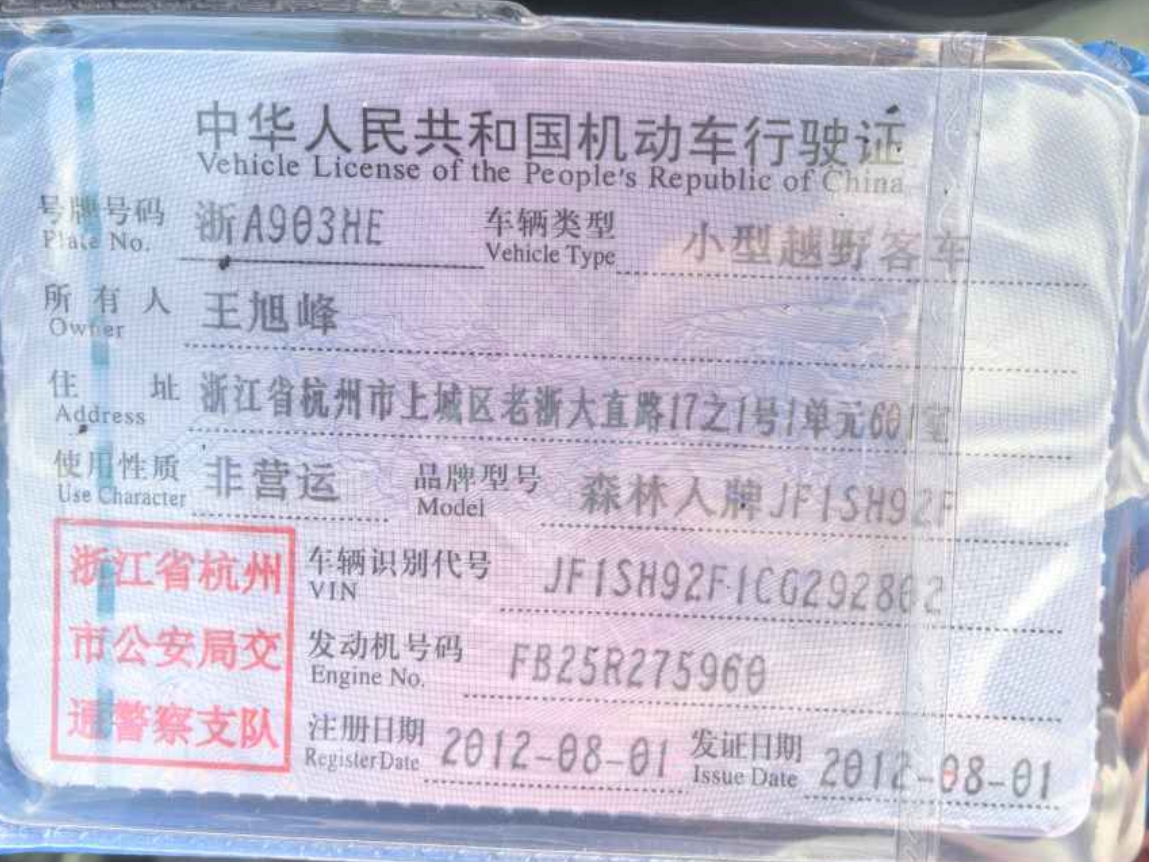 中华人民共和国机动车行驶证
Vehicle License of the People's Republic of China
号牌号码 浙A903HE 车辆类型 小型越野客车
Plate No. Vehicle Type
所有人 王旭峰
Owner
住址 浙江省杭州市上城区老浙大直路17之1号1单元601室
Address
使用性质 非营运 品牌型号 森林人牌JF1SH92F
Use Character Model
浙江省杭州
市公安局交
通警察支队
车辆识别代号 JF1SH92F1CG292802
VIN
发动机号码 FB25R275960
Engine No.
注册日期 2012-08-01 发证日期 2012-08-01
RegisterDate Issue Date